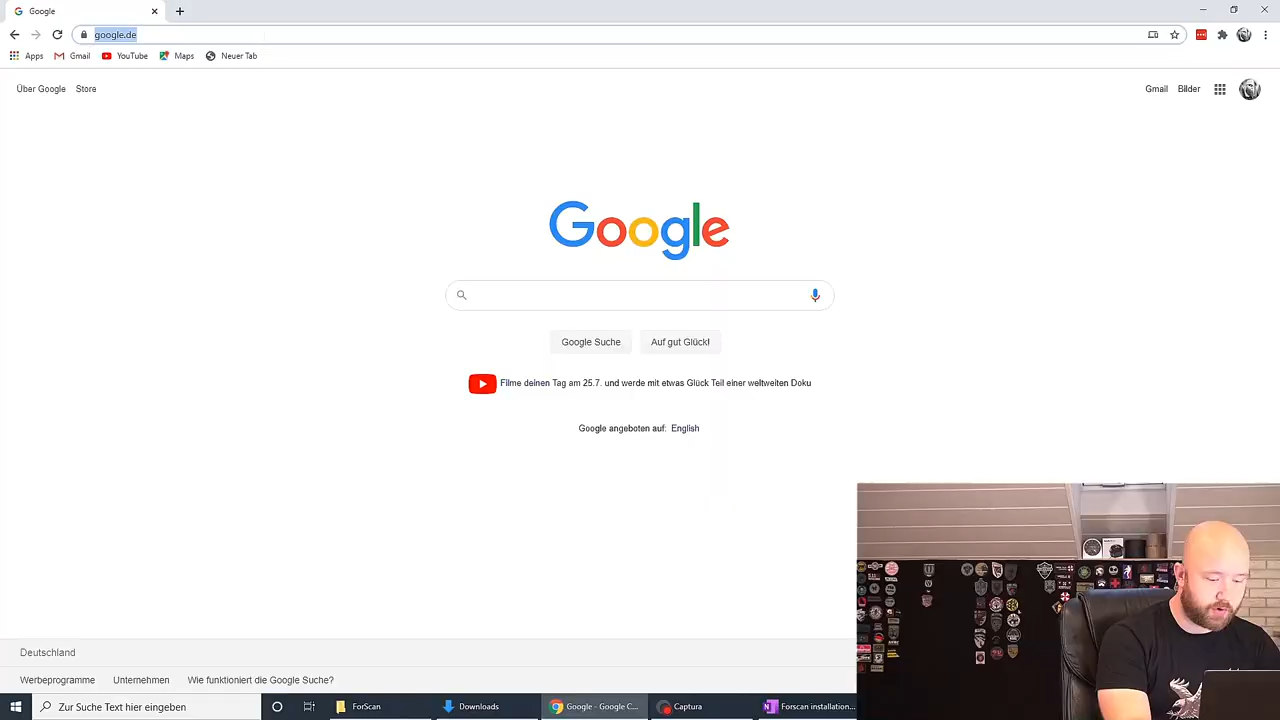 Google
google.de
Apps
Gmail
YouTube
Maps
Neuer Tab
Über Google
Store
Gmail
Bilder
Google
Google Suche
Auf gut Glück!
Filme deinen Tag am 25.7. und werde mit etwas Glück Teil einer weltweiten Doku
Google angeboten auf: English
Deutschland
Werbeprogramme
Unternehmen
Wie funktioniert die Google Suche?
Zur Suche Text hier eingeben
ForScan
Downloads
Google - Google C...
Captura
Forscan installation...